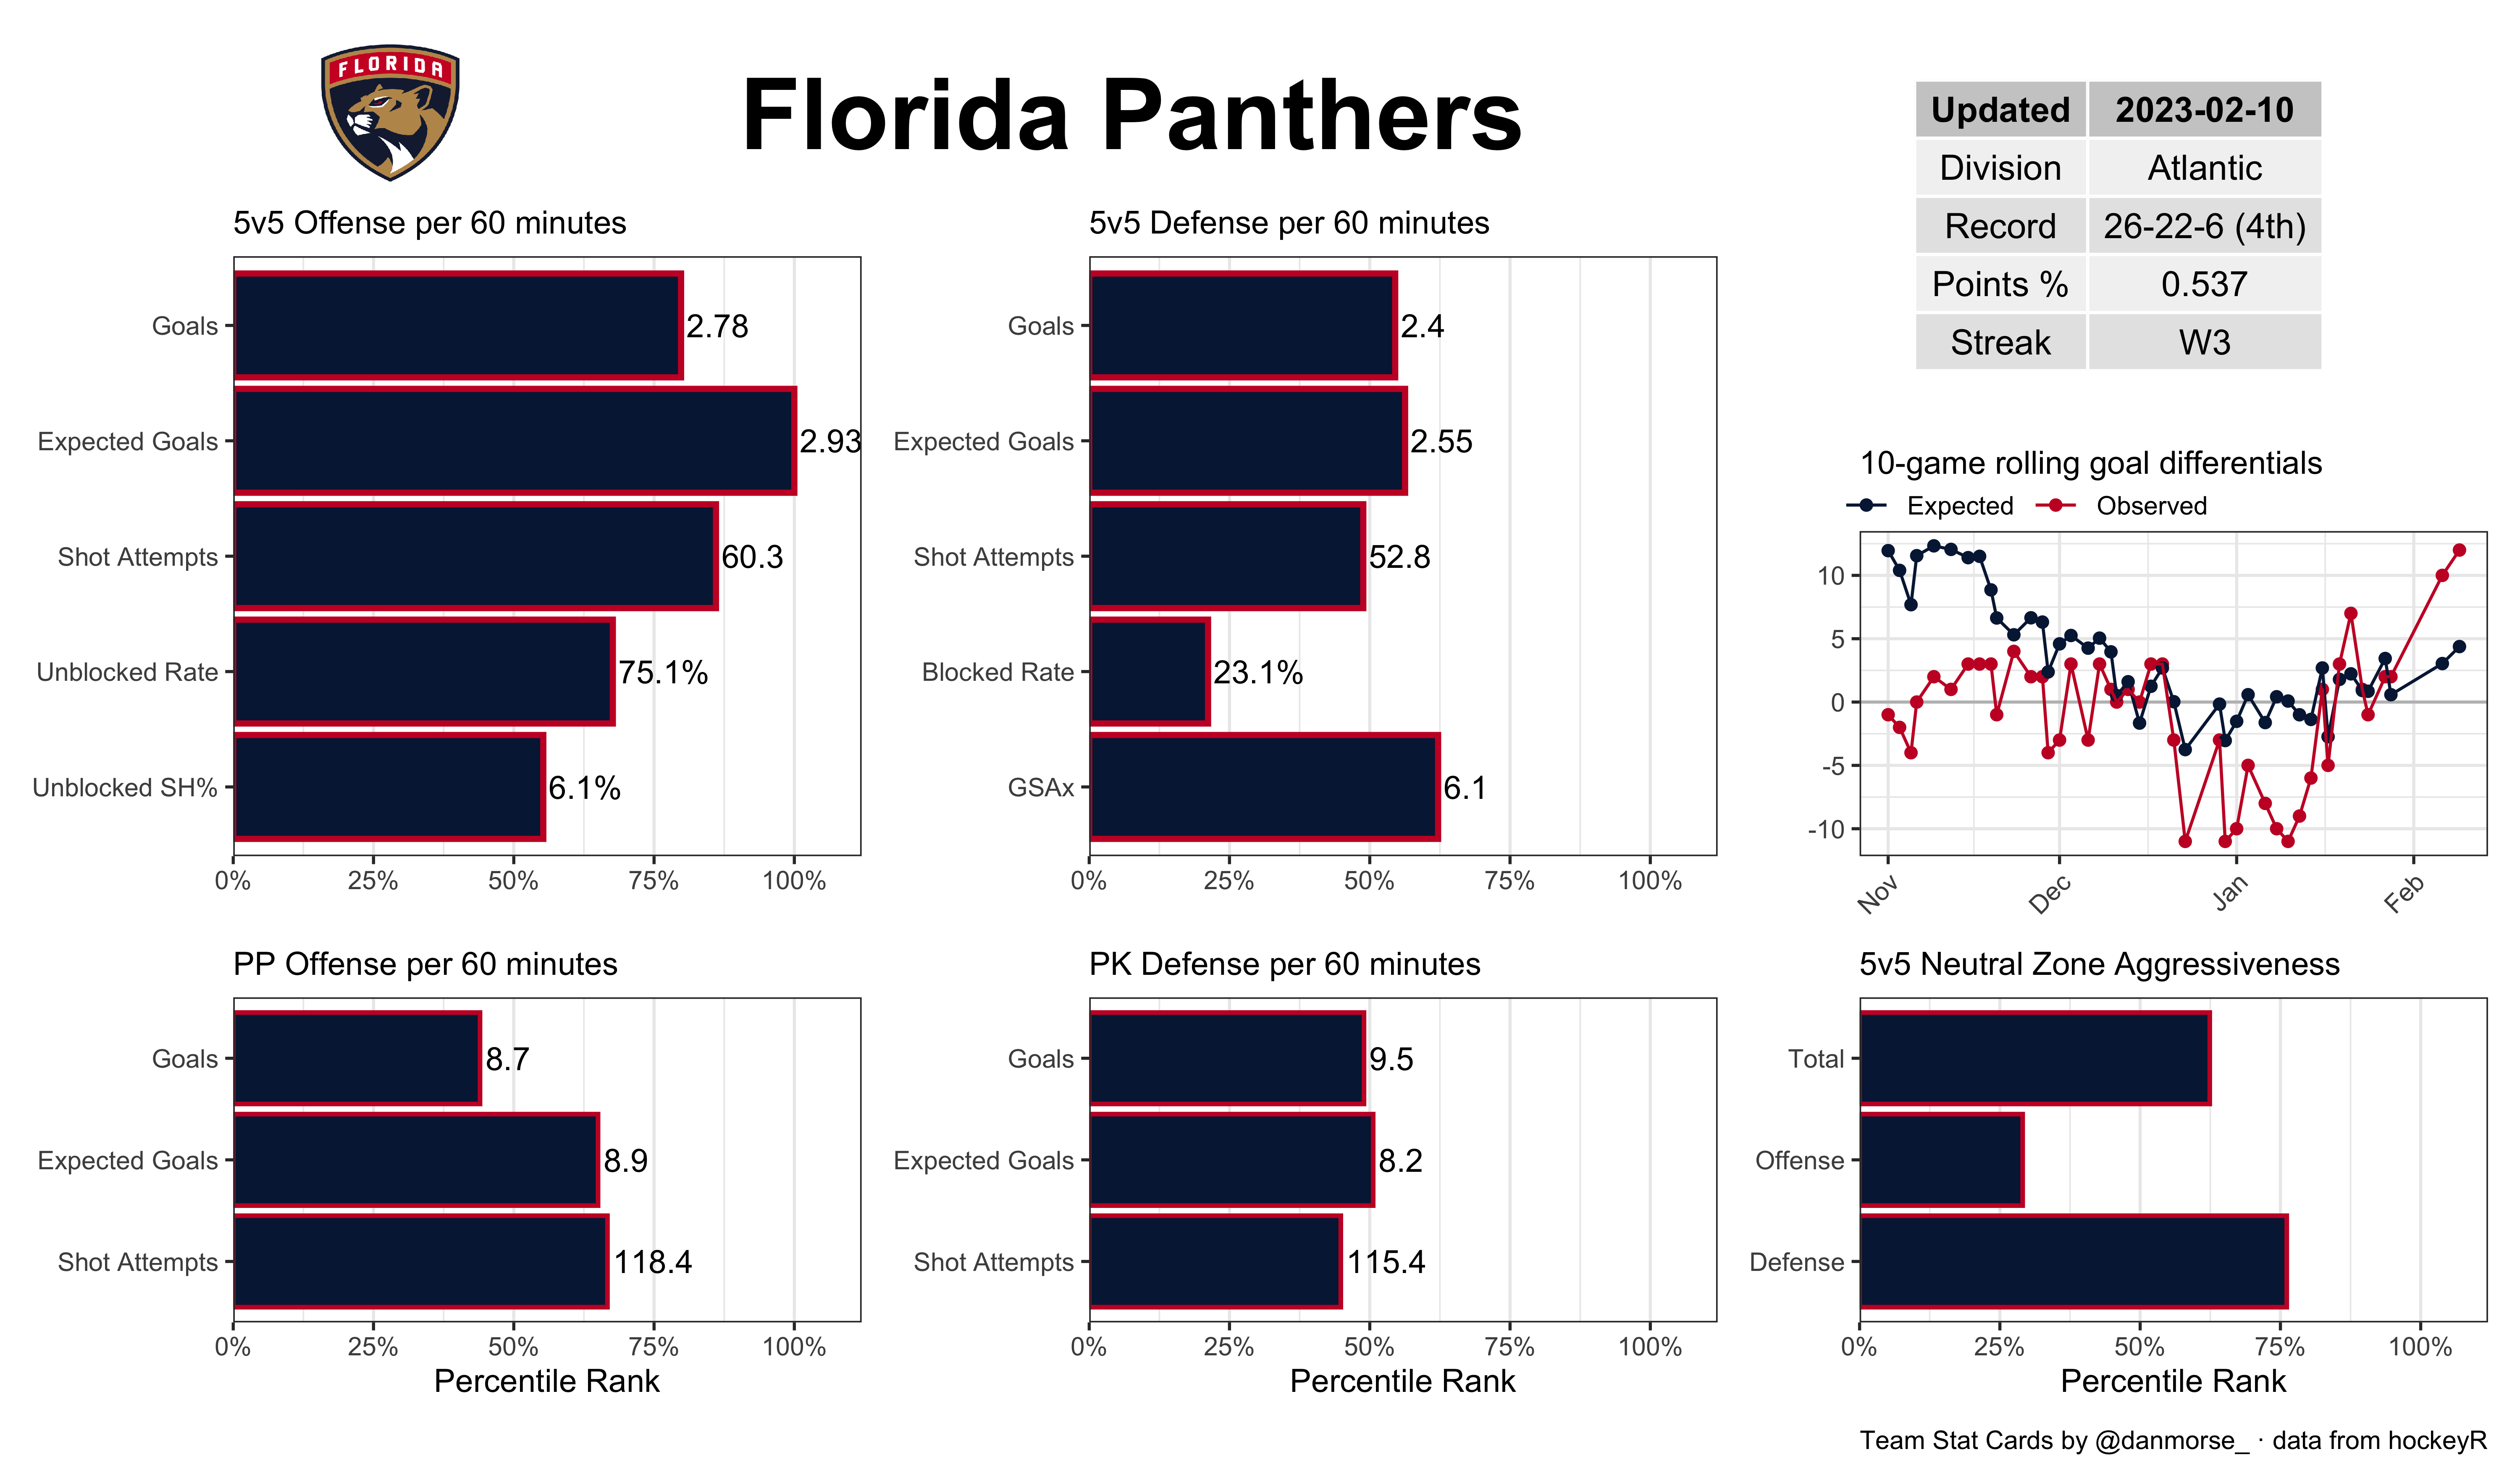 FLORIDA
Florida Panthers
Updated 2023-02-10
Division Atlantic
Record 26-22-6 (4th)
Points % 0.537
Streak W3
5v5 Offense per 60 minutes
Goals 2.78
Expected Goals 2.93
Shot Attempts 60.3
Unblocked Rate 75.1%
Unblocked SH% 6.1%
0% 25% 50% 75% 100%
5v5 Defense per 60 minutes
Goals 2.4
Expected Goals 2.55
Shot Attempts 52.8
Blocked Rate 23.1%
GSAx 6.1
0% 25% 50% 75% 100%
10-game rolling goal differentials
Expected Observed
10
5
0
-5
-10
Nov Dec Jan Feb
PP Offense per 60 minutes
Goals 8.7
Expected Goals 8.9
Shot Attempts 118.4
0% 25% 50% 75% 100%
Percentile Rank
PK Defense per 60 minutes
Goals 9.5
Expected Goals 8.2
Shot Attempts 115.4
0% 25% 50% 75% 100%
Percentile Rank
5v5 Neutral Zone Aggressiveness
Total
Offense
Defense
0% 25% 50% 75% 100%
Percentile Rank
Team Stat Cards by @danmorse_ · data from hockeyR